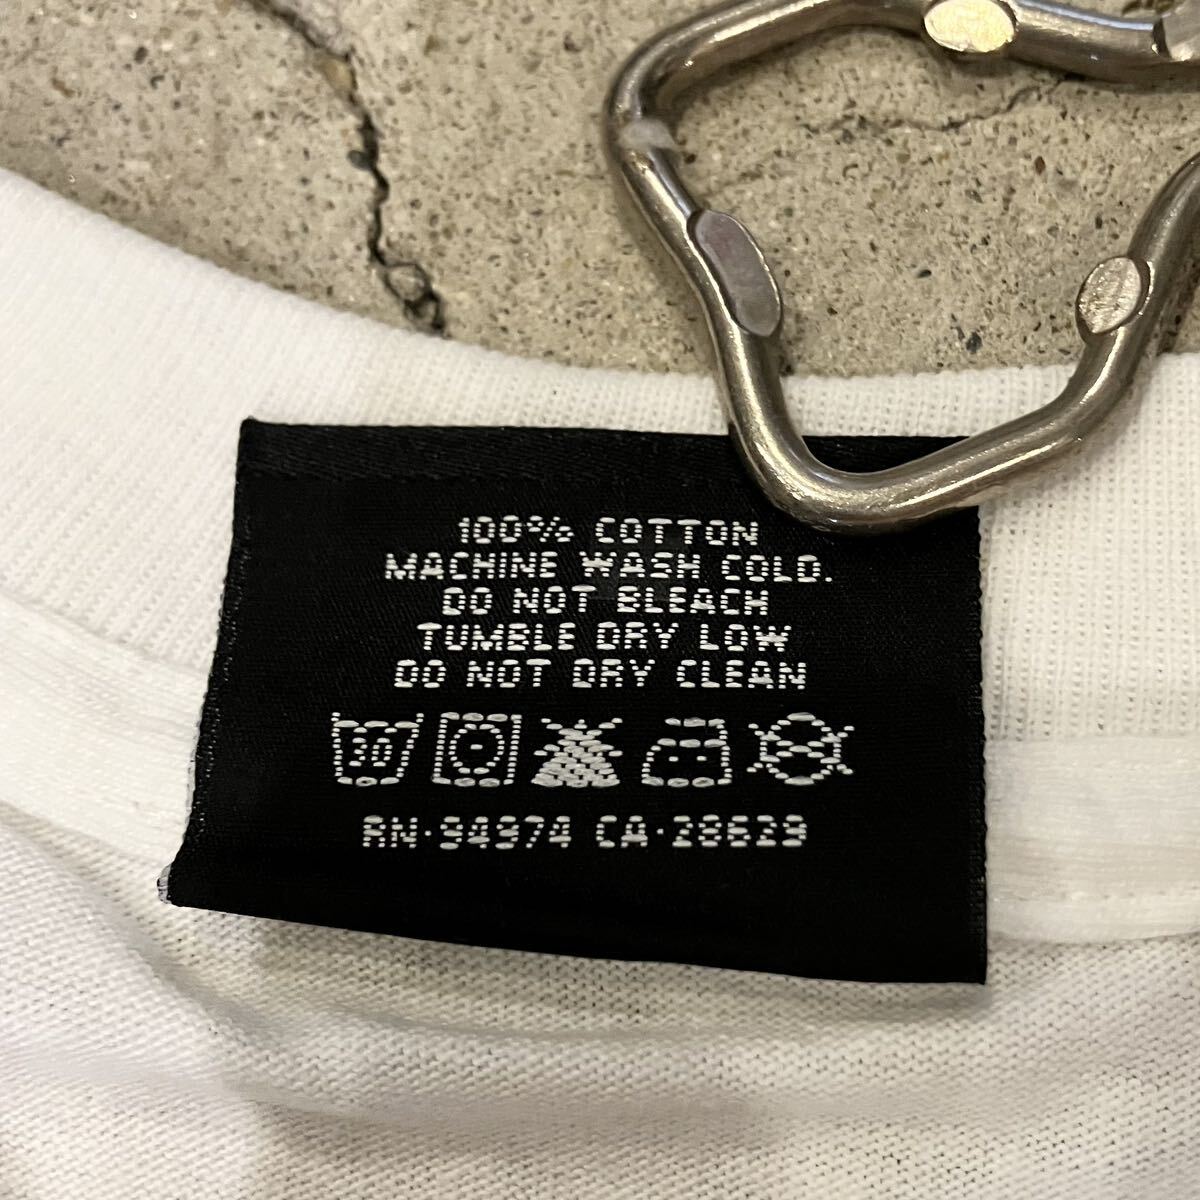 100% COTTON
MACHINE WASH COLD.
DO NOT BLEACH
TUMBLE DRY LOW
DO NOT DRY CLEAN
30
RN·94974 CA·28629